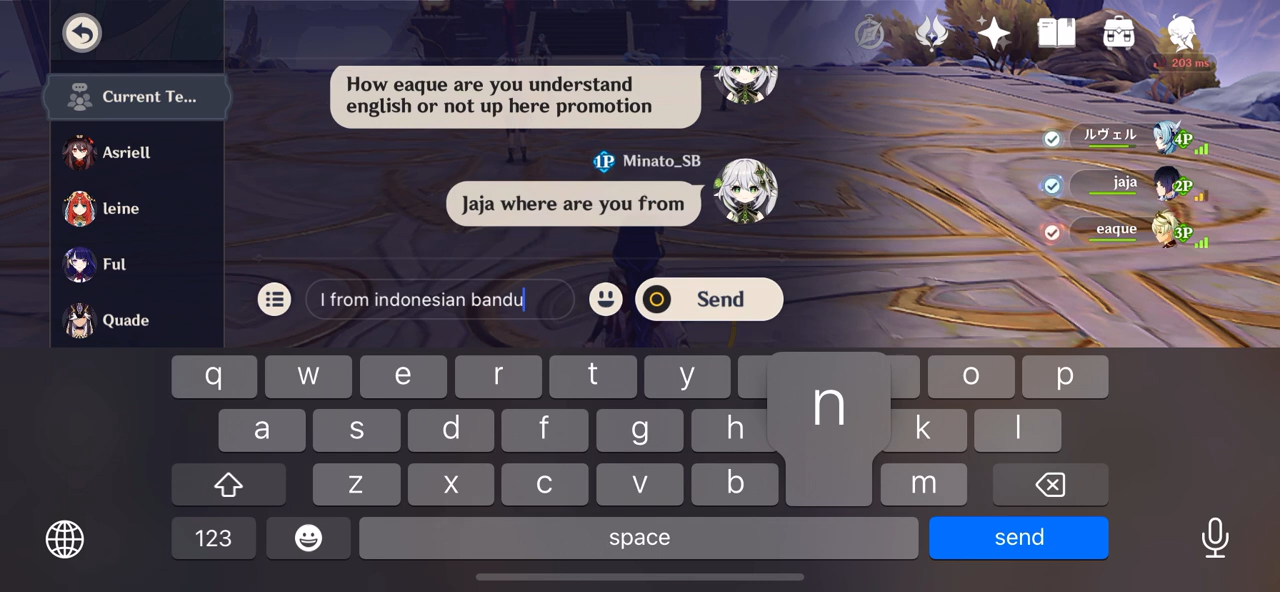 Current Te...
Asriell
leine
Ful
Quade
How eaque are you understand
english or not up here promotion
1P Minato_SB
Jaja where are you from
I from indonesian bandu
Send
203 ms
ルヴェル 4P
jaja 2P
eaque 3P
q w e r t y o p
a s d f g h k l
n
z x c v b m
123 space send